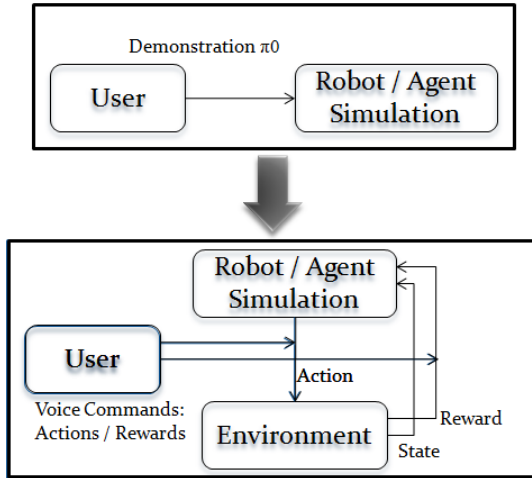 Demonstration π0
User
Robot / Agent
Simulation
Robot / Agent
Simulation
User
Action
Voice Commands:
Actions / Rewards
Environment
Reward
State